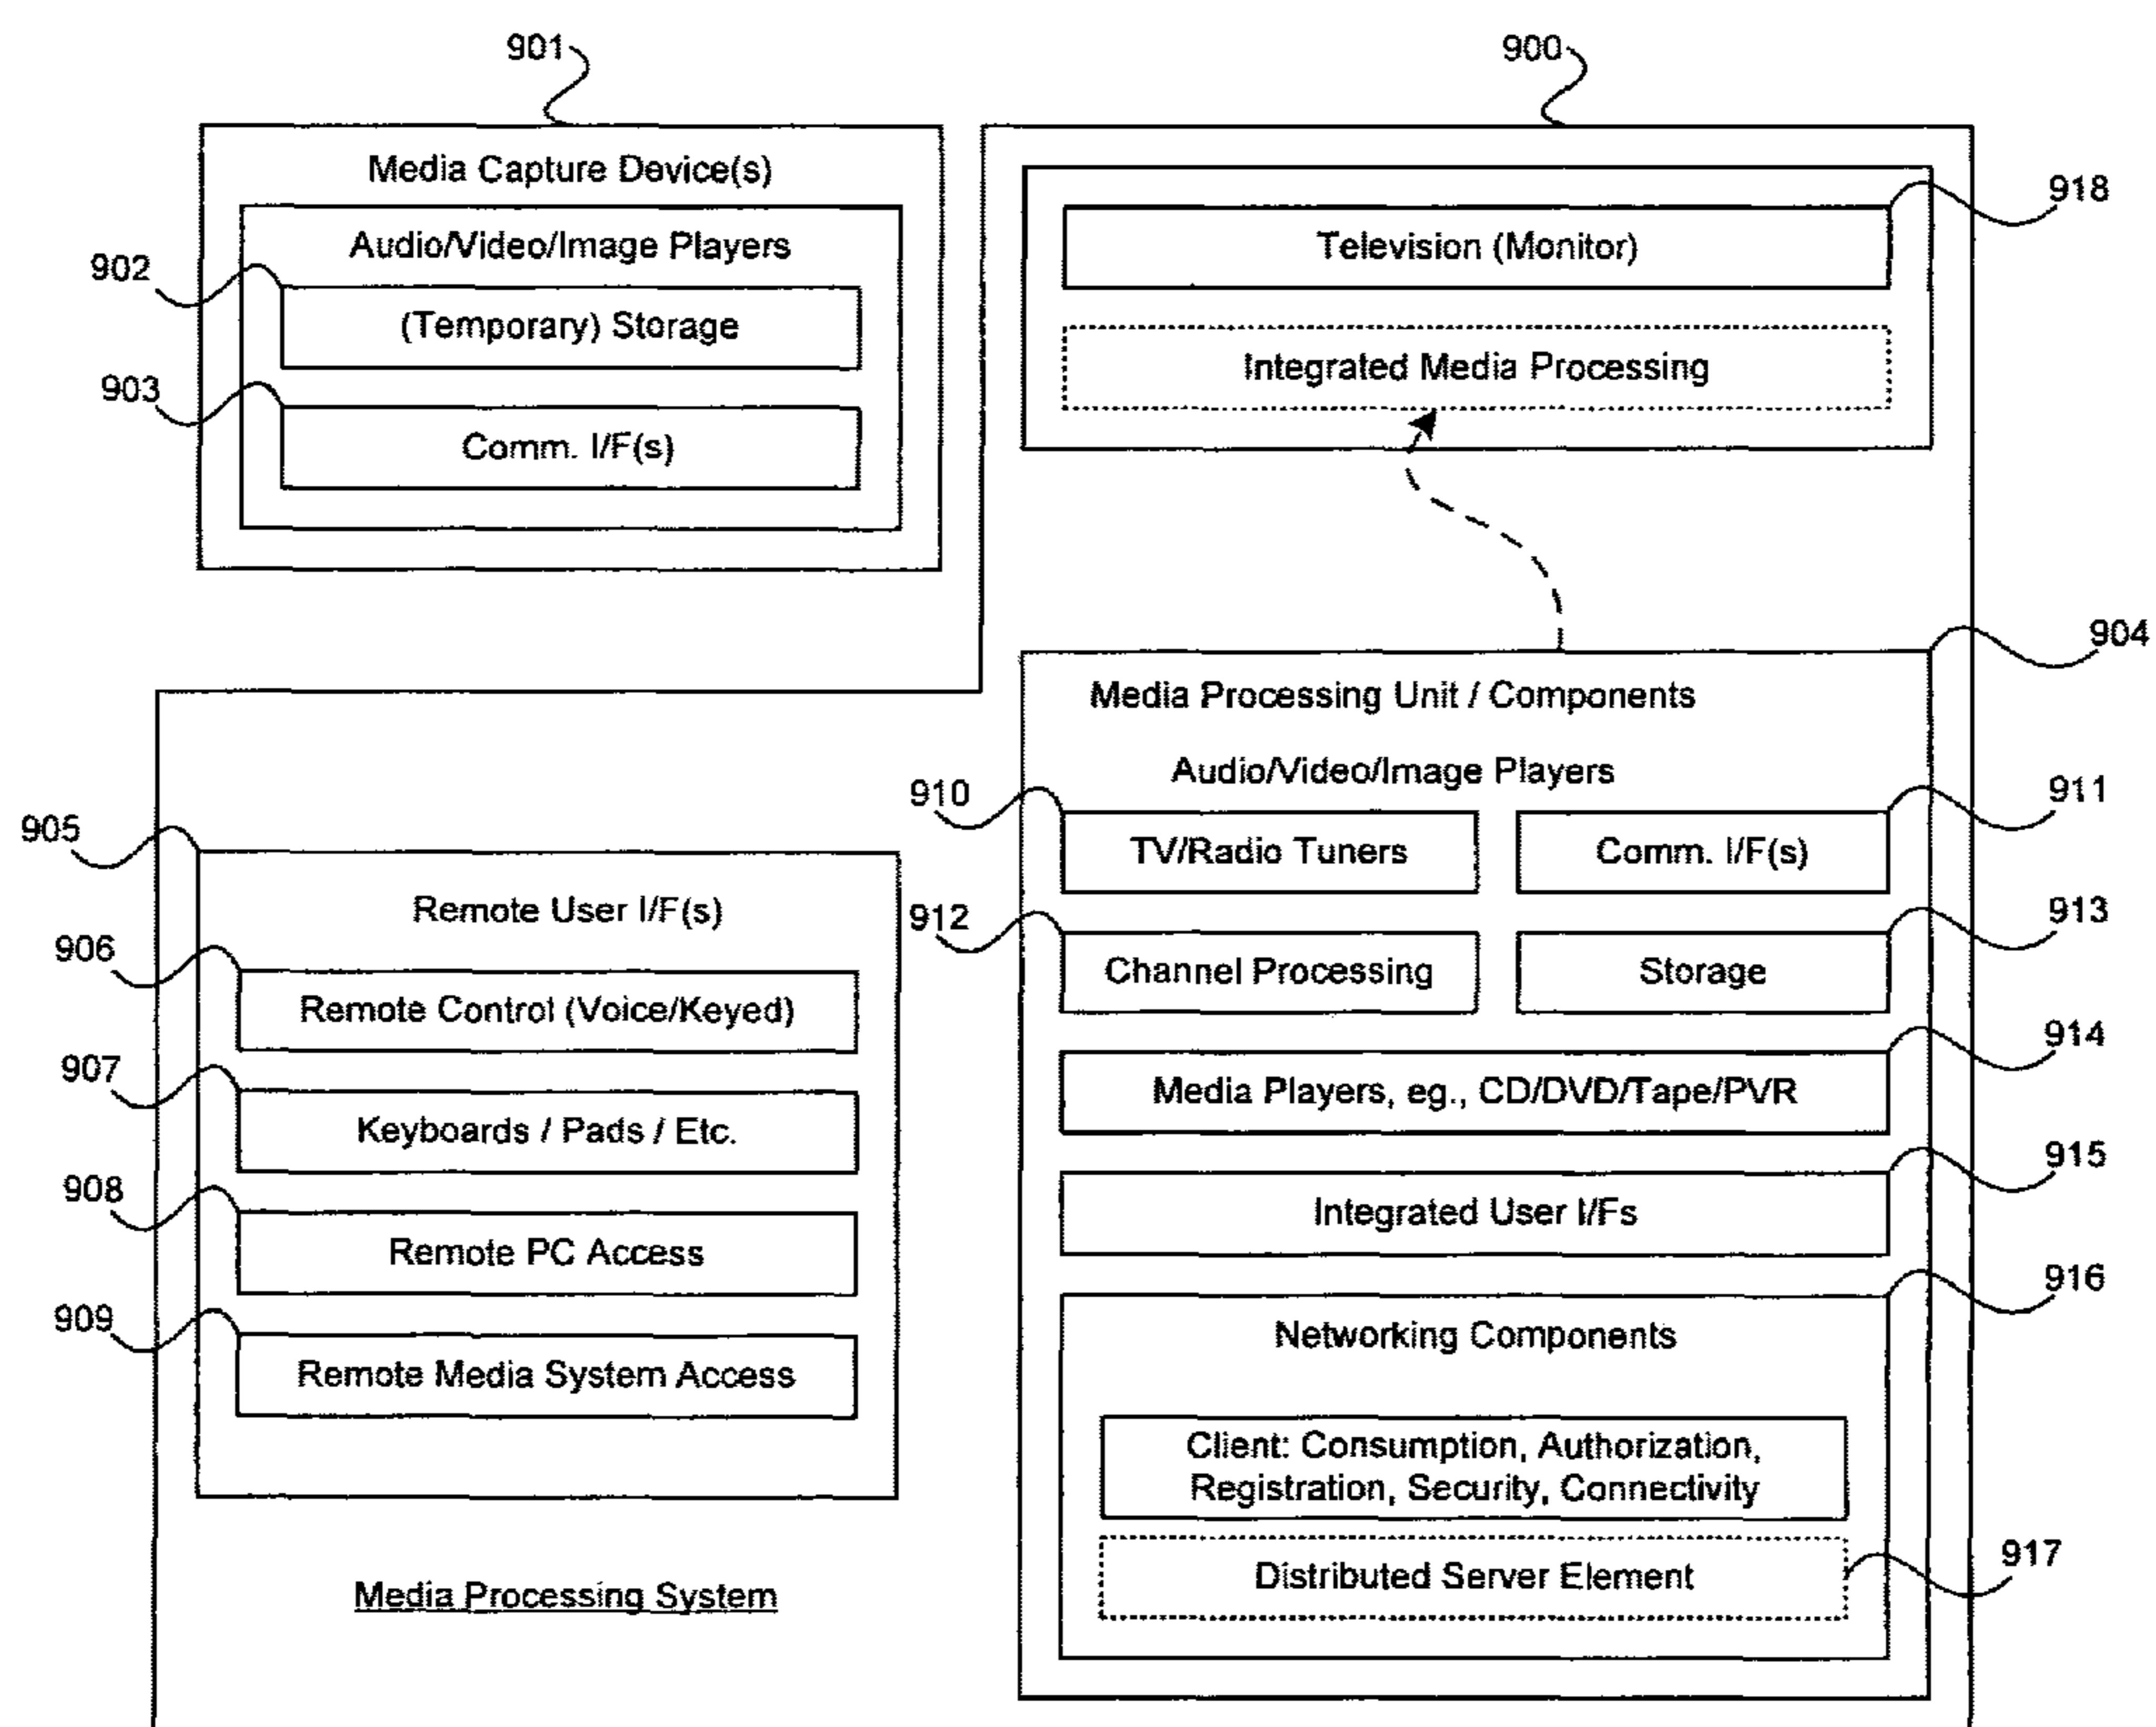 901
900
Media Capture Device(s)
Audio/Video/Image Players
902
(Temporary) Storage
903
Comm. I/F(s)
918
Television (Monitor)
Integrated Media Processing
904
Media Processing Unit / Components
Audio/Video/Image Players
910
TV/Radio Tuners
911
Comm. I/F(s)
912
Channel Processing
913
Storage
914
Media Players, eg., CD/DVD/Tape/PVR
915
Integrated User I/Fs
916
Networking Components
Client: Consumption, Authorization,
Registration, Security, Connectivity
917
Distributed Server Element
905
Remote User I/F(s)
906
Remote Control (Voice/Keyed)
907
Keyboards / Pads / Etc.
908
Remote PC Access
909
Remote Media System Access
Media Processing System